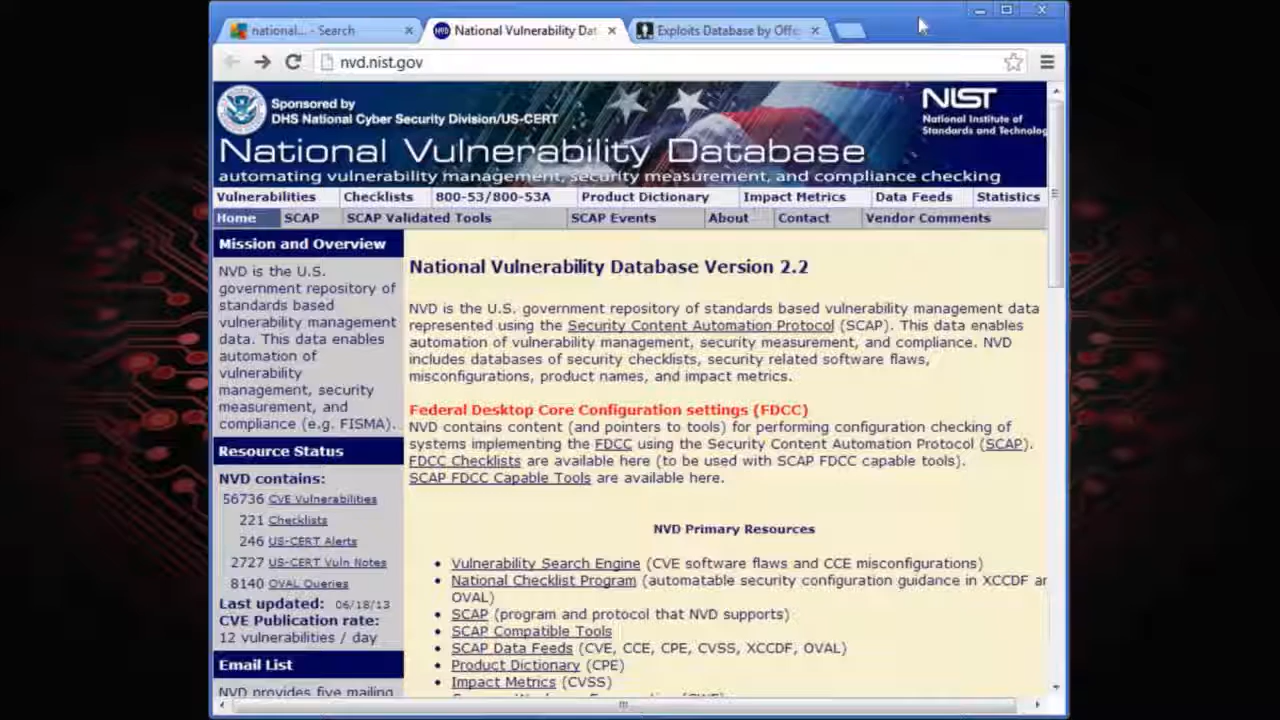 national... - Search
National Vulnerability Dat
Exploits Database by Offe
nvd.nist.gov
Sponsored by
DHS National Cyber Security Division/US-CERT
NIST
National Institute of
Standards and Technolog
National Vulnerability Database
automating vulnerability management, security measurement, and compliance checking
Vulnerabilities Checklists 800-53/800-53A Product Dictionary Impact Metrics Data Feeds Statistics
Home SCAP SCAP Validated Tools SCAP Events About Contact Vendor Comments
Mission and Overview
NVD is the U.S.
government repository of
standards based
vulnerability management
data. This data enables
automation of
vulnerability
management, security
measurement, and
compliance (e.g. FISMA).
Resource Status
NVD contains:
56736 CVE Vulnerabilities
221 Checklists
246 US-CERT Alerts
2727 US-CERT Vuln Notes
8140 OVAL Queries
Last updated: 06/18/13
CVE Publication rate:
12 vulnerabilities / day
Email List
NVD provides five mailing
National Vulnerability Database Version 2.2
NVD is the U.S. government repository of standards based vulnerability management data
represented using the Security Content Automation Protocol (SCAP). This data enables
automation of vulnerability management, security measurement, and compliance. NVD
includes databases of security checklists, security related software flaws,
misconfigurations, product names, and impact metrics.
Federal Desktop Core Configuration settings (FDCC)
NVD contains content (and pointers to tools) for performing configuration checking of
systems implementing the FDCC using the Security Content Automation Protocol (SCAP).
FDCC Checklists are available here (to be used with SCAP FDCC capable tools).
SCAP FDCC Capable Tools are available here.
NVD Primary Resources
• Vulnerability Search Engine (CVE software flaws and CCE misconfigurations)
• National Checklist Program (automatable security configuration guidance in XCCDF an
OVAL)
• SCAP (program and protocol that NVD supports)
• SCAP Compatible Tools
• SCAP Data Feeds (CVE, CCE, CPE, CVSS, XCCDF, OVAL)
• Product Dictionary (CPE)
• Impact Metrics (CVSS)